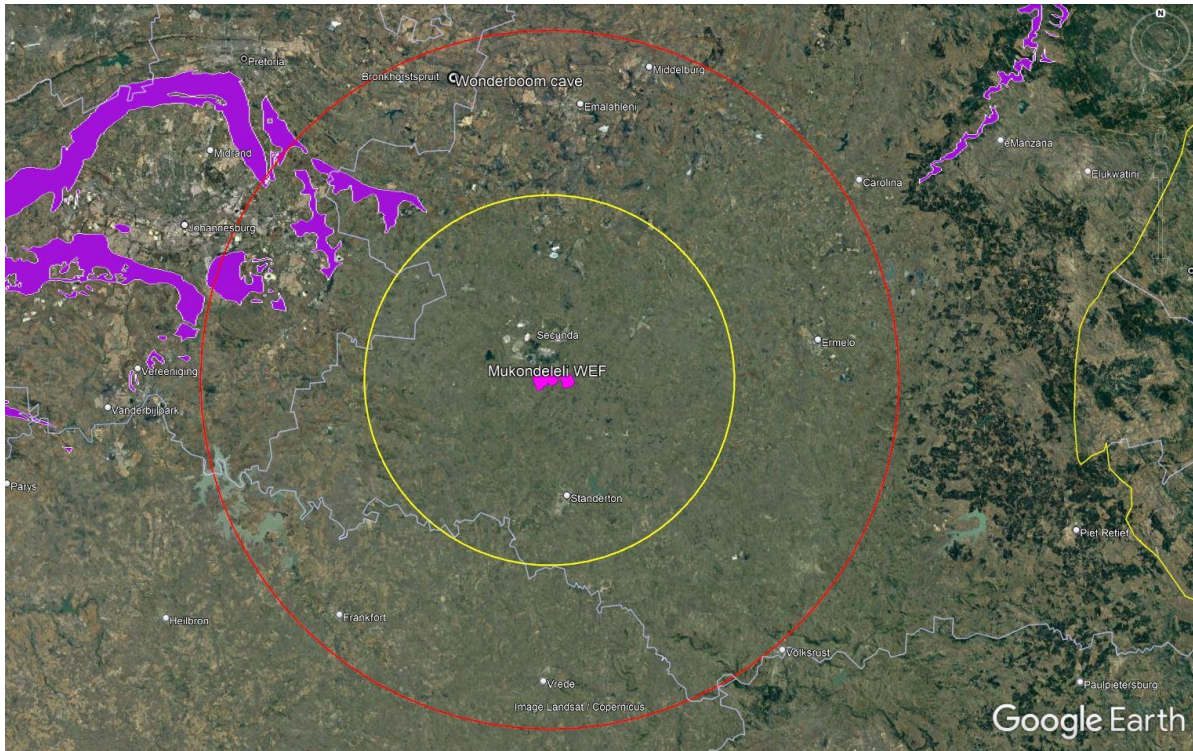 N
Pretoria
Bronkhorstspruit
Wonderboom cave
Middelburg
Emalahleni
Midrand
eManzana
Elukwatini
Carolina
Johannesburg
Secunda
Ermelo
Mukondeleli WEF
Vereeniging
Vanderbijlpark
Parys
Standerton
Piet Retief
Heilbron
Frankfort
Volksrust
Vrede
Paulpietersburg
Image Landsat / Copernicus
Google Earth